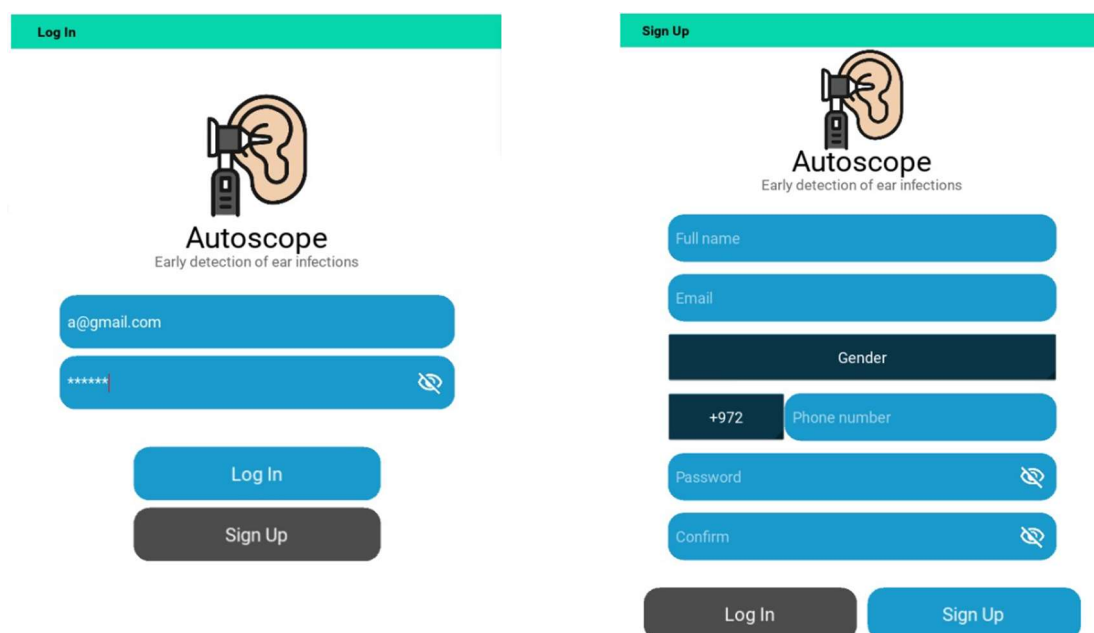 Log In
Autoscope
Early detection of ear infections
a@gmail.com
******
Log In
Sign Up
Sign Up
Autoscope
Early detection of ear infections
Full name
Email
Gender
+972 Phone number
Password
Confirm
Log In Sign Up